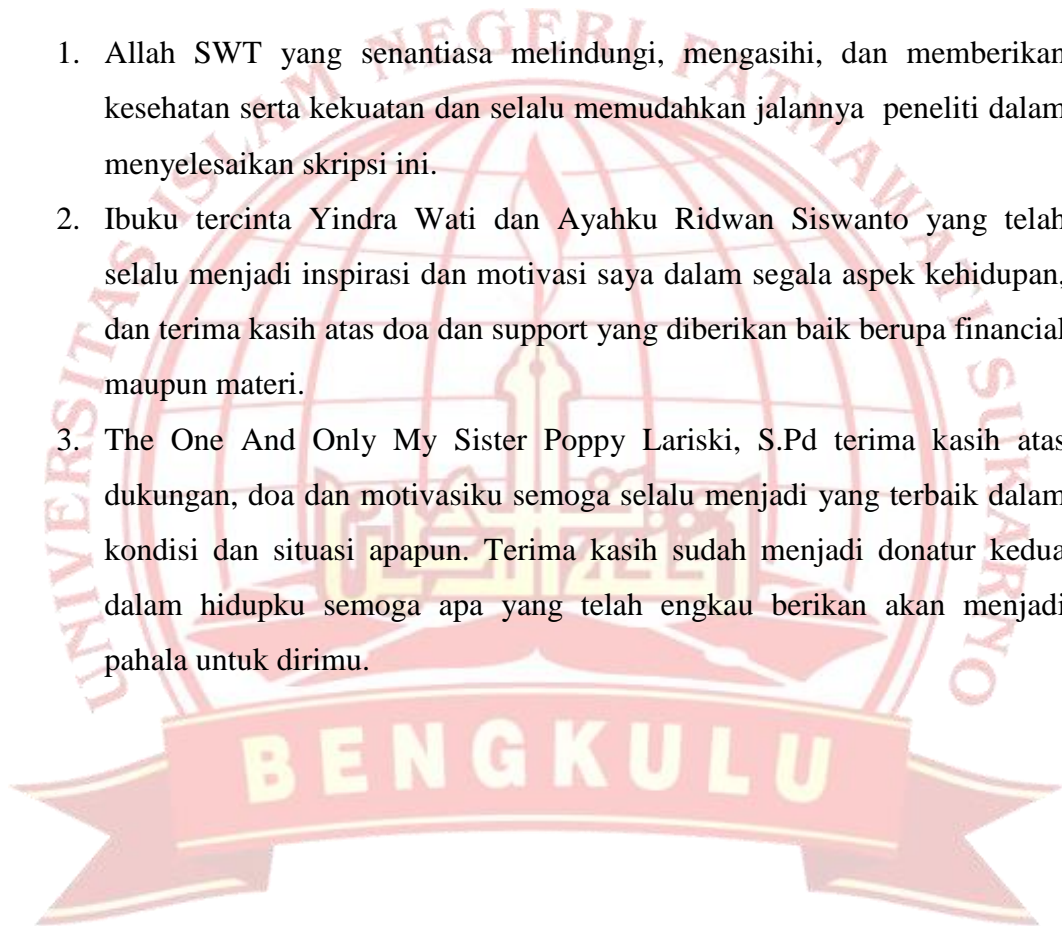 UNIVERSITAS ISLAM NEGERI FATMAWATI SUKARNO
1. Allah SWT yang senantiasa melindungi, mengasihi, dan memberikan
kesehatan serta kekuatan dan selalu memudahkan jalannya peneliti dalam
menyelesaikan skripsi ini.
2. Ibuku tercinta Yindra Wati dan Ayahku Ridwan Siswanto yang telah
selalu menjadi inspirasi dan motivasi saya dalam segala aspek kehidupan,
dan terima kasih atas doa dan support yang diberikan baik berupa financial
maupun materi.
3. The One And Only My Sister Poppy Lariski, S.Pd terima kasih atas
dukungan, doa dan motivasiku semoga selalu menjadi yang terbaik dalam
kondisi dan situasi apapun. Terima kasih sudah menjadi donatur kedua
dalam hidupku semoga apa yang telah engkau berikan akan menjadi
pahala untuk dirimu.
BENGKULU